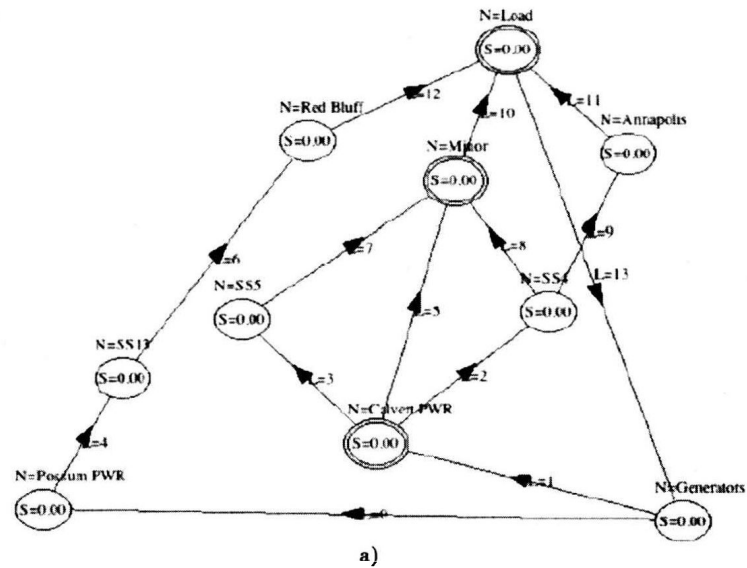 N=Load
S=0.00
L=12
L=10
L=11
N=Red Bluff
S=0.00
N=Annapolis
S=0.00
N=Minor
S=0.00
L=6
L=7
L=8
L=9
L=13
N=SS5
S=0.00
N=SS4
S=0.00
L=5
N=SS13
S=0.00
L=3
L=2
L=4
N=Calvert PWR
S=0.00
N=Possum PWR
S=0.00
L=1
N=Generators
S=0.00
L=0
a)